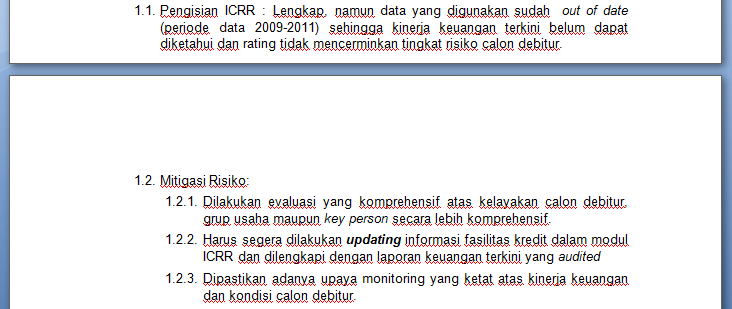 1.1. Pengisian ICRR : Lengkap, namun data yang digunakan sudah out of date
(periode data 2009-2011) sehingga kinerja keuangan terkini belum dapat
diketahui dan rating tidak mencerminkan tingkat risiko calon debitur.
1.2. Mitigasi Risiko:
1.2.1. Dilakukan evaluasi yang komprehensif atas kelayakan calon debitur,
grup usaha maupun key person secara lebih komprehensif.
1.2.2. Harus segera dilakukan updating informasi fasilitas kredit dalam modul
ICRR dan dilengkapi dengan laporan keuangan terkini yang audited
1.2.3. Dipastikan adanya upaya monitoring yang ketat atas kinerja keuangan
dan kondisi calon debitur.